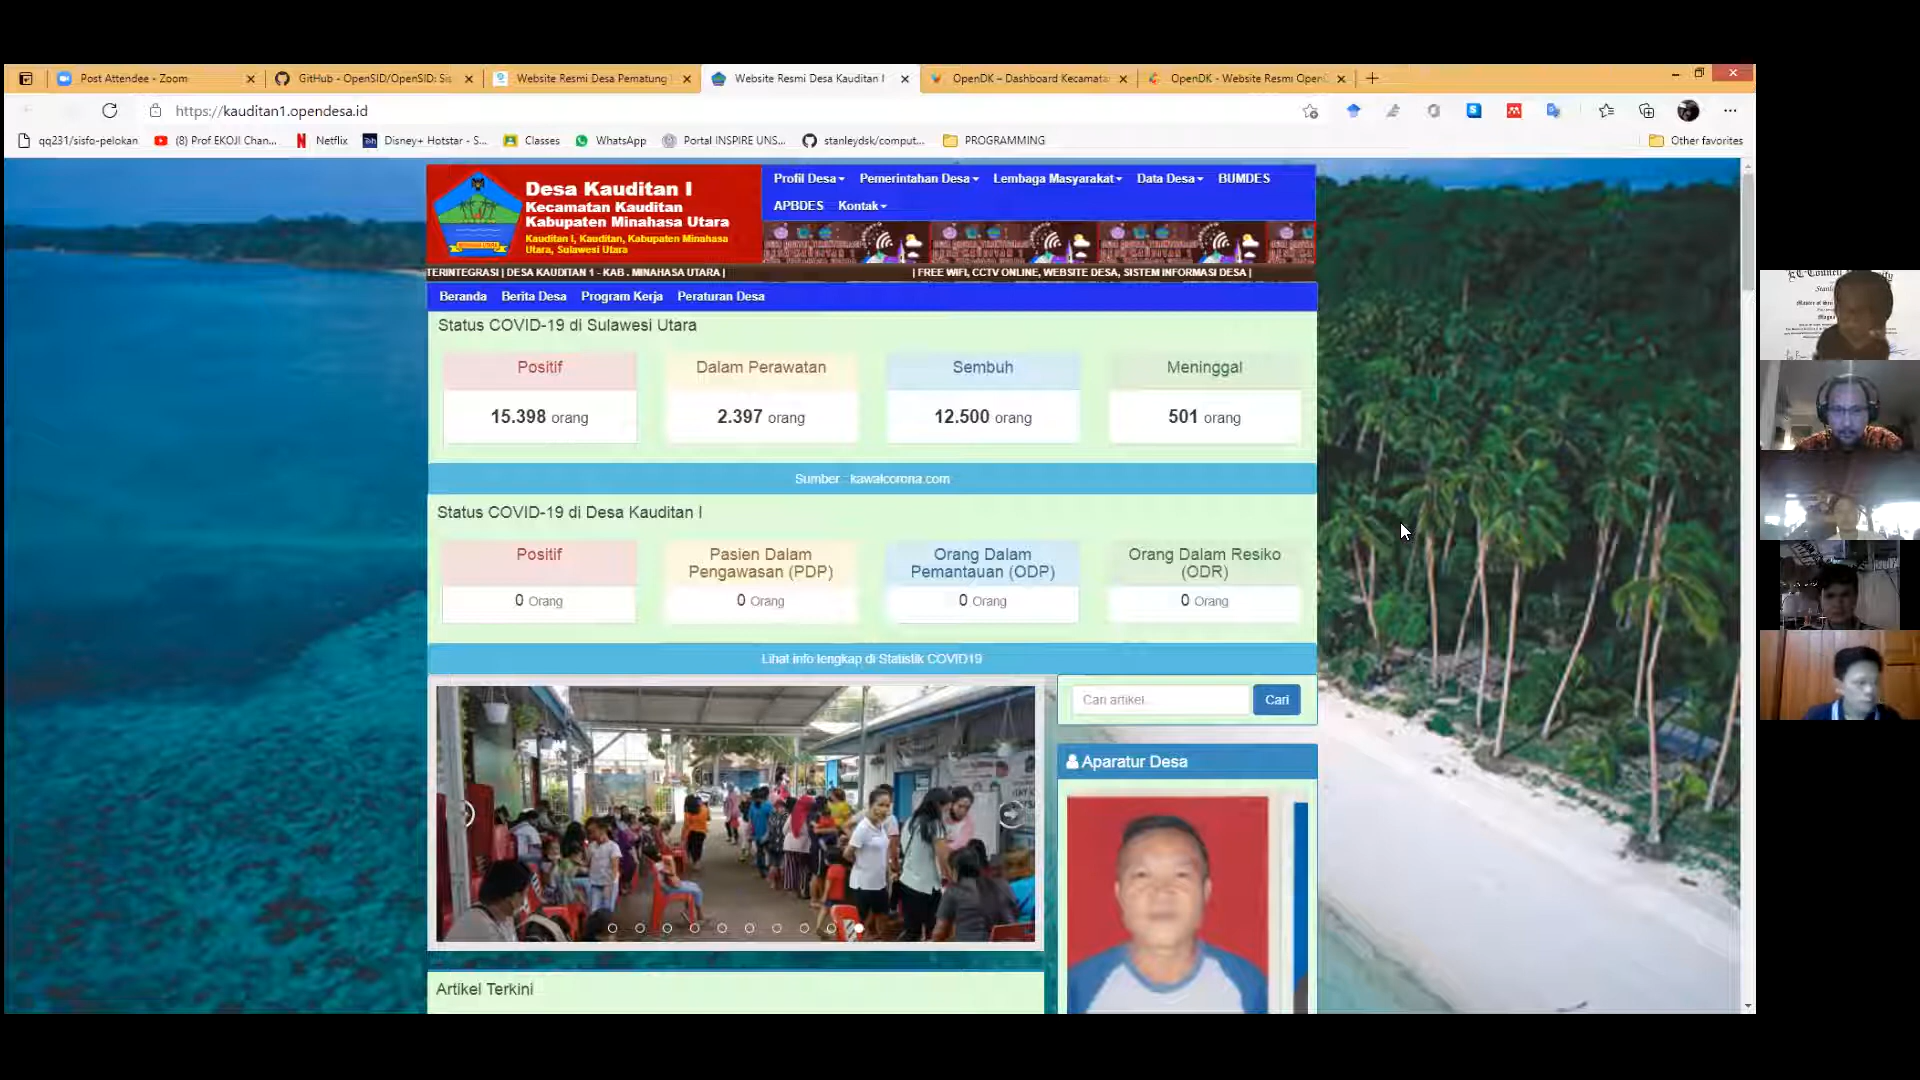 Post Attendee - Zoom
GitHub - OpenSID/OpenSID: Sis
Website Resmi Desa Pematung
Website Resmi Desa Kauditan I
OpenDK – Dashboard Kecamata
OpenDK - Website Resmi Open
https://kauditan1.opendesa.id
qq231/sisfo-pelokan
(8) Prof EKOJI Chan...
Netflix
Disney+ Hotstar - S...
Classes
WhatsApp
Portal INSPIRE UNS...
stanleydsk/comput...
PROGRAMMING
Other favorites
Desa Kauditan I
Kecamatan Kauditan
Kabupaten Minahasa Utara
Kauditan I, Kauditan, Kabupaten Minahasa
Utara, Sulawesi Utara
Profil Desa
Pemerintahan Desa
Lembaga Masyarakat
Data Desa
BUMDES
APBDES
Kontak
TERINTEGRASI | DESA KAUDITAN 1 - KAB . MINAHASA UTARA |
| FREE WIFI, CCTV ONLINE, WEBSITE DESA, SISTEM INFORMASI DESA |
Beranda
Berita Desa
Program Kerja
Peraturan Desa
Status COVID-19 di Sulawesi Utara
Positif
Dalam Perawatan
Sembuh
Meninggal
15.398 orang
2.397 orang
12.500 orang
501 orang
Sumber : kawalcorona.com
Status COVID-19 di Desa Kauditan I
Positif
Pasien Dalam
Pengawasan (PDP)
Orang Dalam
Pemantauan (ODP)
Orang Dalam Resiko
(ODR)
0 Orang
0 Orang
0 Orang
0 Orang
Lihat info lengkap di Statistik COVID19
Cari artikel...
Cari
Aparatur Desa
Artikel Terkini